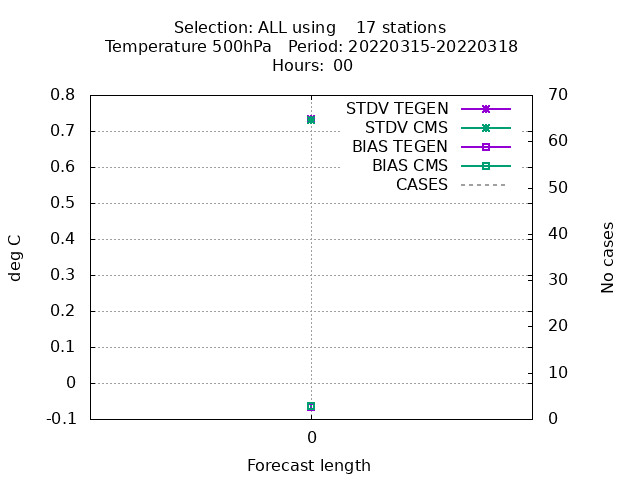 Selection: ALL using    17 stations
Temperature 500hPa   Period: 20220315-20220318
Hours:  00
0.8
0.7
0.6
0.5
0.4
0.3
0.2
0.1
0
-0.1
70
60
50
40
30
20
10
0
STDV TEGEN
STDV CMS
BIAS TEGEN
BIAS CMS
CASES
deg C
No cases
0
Forecast length